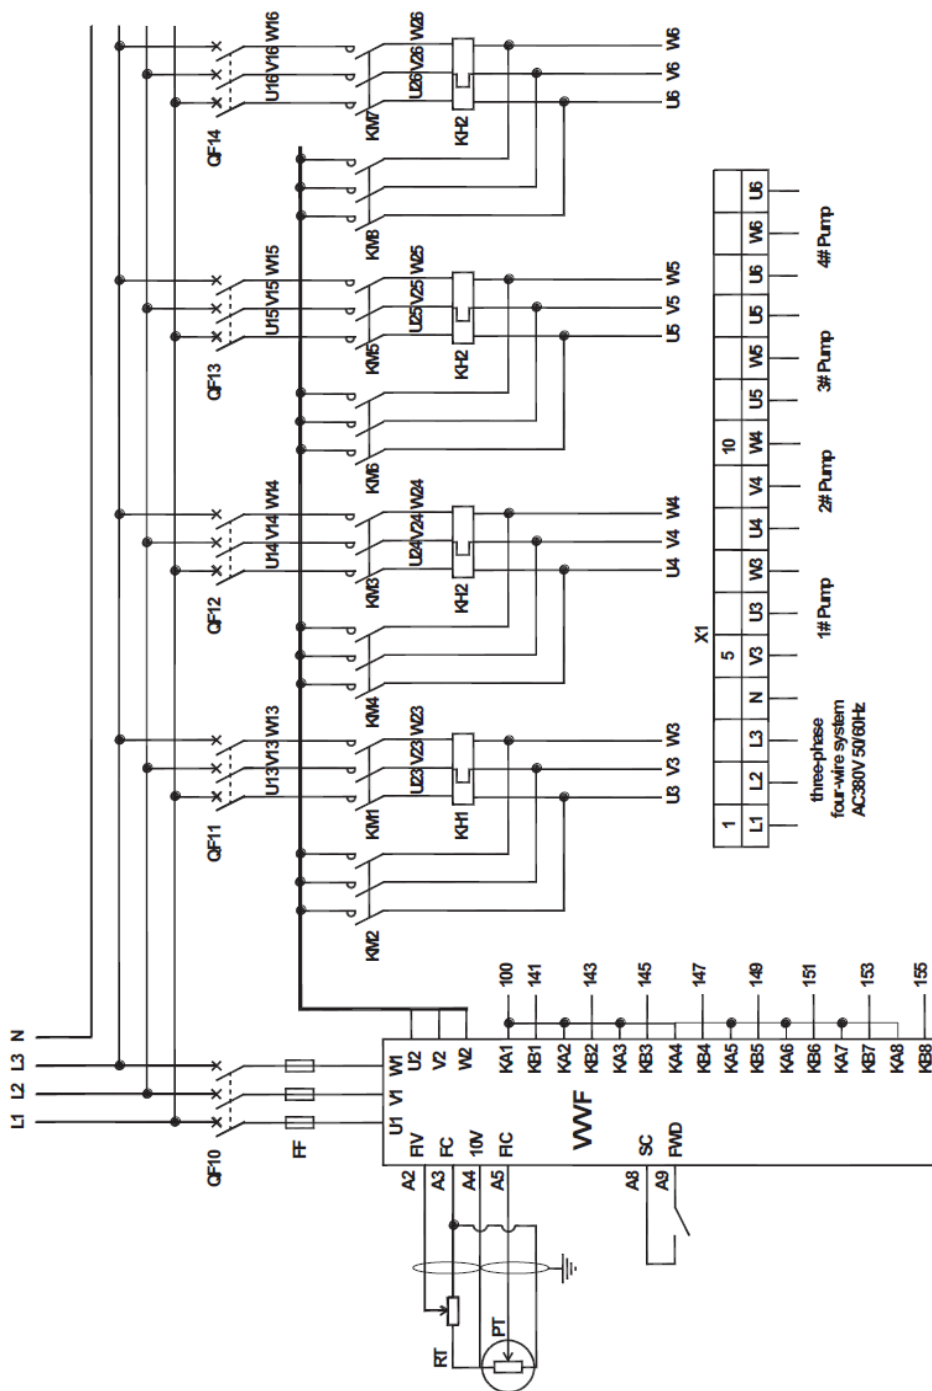 L1 L2 L3 N
QF10 QF11 QF12 QF13 QF14
U13 V13 W13 U14 V14 W14 U15 V15 W15 U16 V16 W16
FF
KM2 KM1 KM4 KM3 KM6 KM5 KM8 KM7
U1 V1 W1
U23 V23 W23 U24 V24 W24 U25 V25 W25 U26 V26 W26
KH1 KH2 KH2 KH2
A2 FIV U2
A3 FC V2
A4 10V W2
A5 FIC KA1 100
RT
PT
KB1 141
KA2
KB2 143
VVVF
KA3
A8 SC KB3 145
A9 FWD KA4
KB4 147
KA5
KB5 149
KA6
KB6 151
KA7
KB7 153
KA8
KB8 155
U3 V3 W3 U4 V4 W4 U5 V5 W5 U6 V6 W6
X1
1 5 10
L1 L2 L3 N V3 U3 W3 U4 V4 W4 U5 W5 U5 U6 W6 U6
three-phase
four-wire system
AC380V 50/60Hz
1# Pump 2# Pump 3# Pump 4# Pump